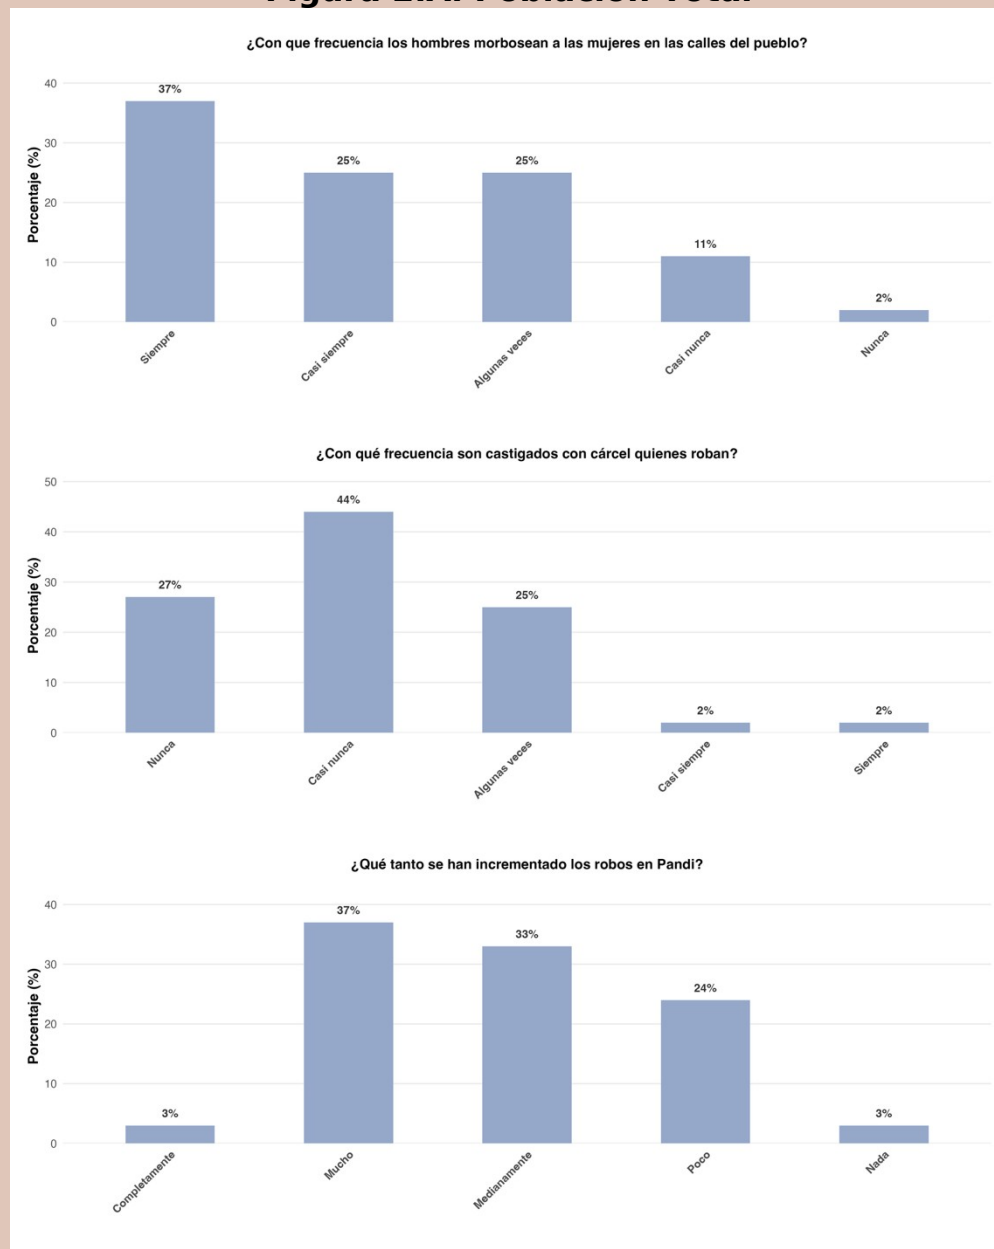 ¿Con que frecuencia los hombres morbosean a las mujeres en las calles del pueblo?
Porcentaje (%)
40
30
20
10
0
37%
25%
25%
11%
2%
Siempre
Casi siempre
Algunas veces
Casi nunca
Nunca
¿Con qué frecuencia son castigados con cárcel quienes roban?
Porcentaje (%)
50
40
30
20
10
0
27%
44%
25%
2%
2%
Nunca
Casi nunca
Algunas veces
Casi siempre
Siempre
¿Qué tanto se han incrementado los robos en Pandi?
Porcentaje (%)
40
30
20
10
0
3%
37%
33%
24%
3%
Completamente
Mucho
Medianamente
Poco
Nada